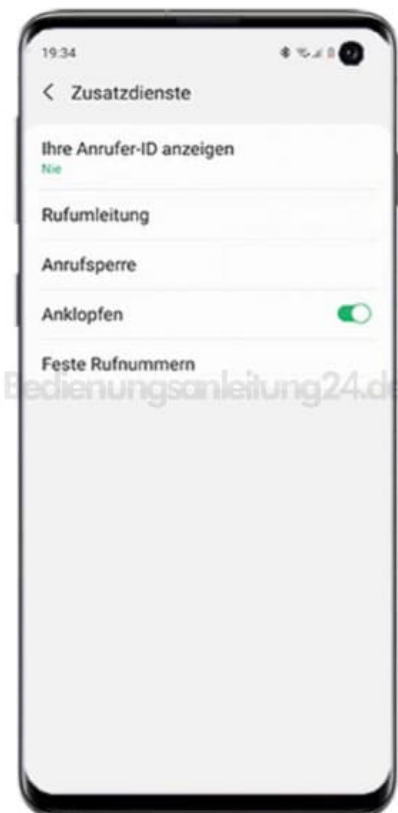 19:34
Zusatzdienste
Ihre Anrufer-ID anzeigen
Nie
Rufumleitung
Anrufsperre
Anklopfen
Feste Rufnummern
Bedienungsanleitung24.de